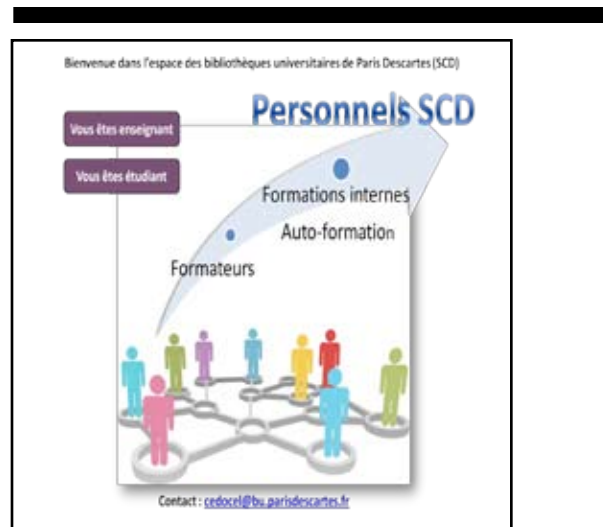 Bienvenue dans l'espace des bibliothèques universitaires de Paris Descartes (SCD)
Personnels SCD
Vous êtes enseignant
Vous êtes étudiant
Formations internes
Auto-formation
Formateurs
Contact : cedocel@bu.parisdescartes.fr